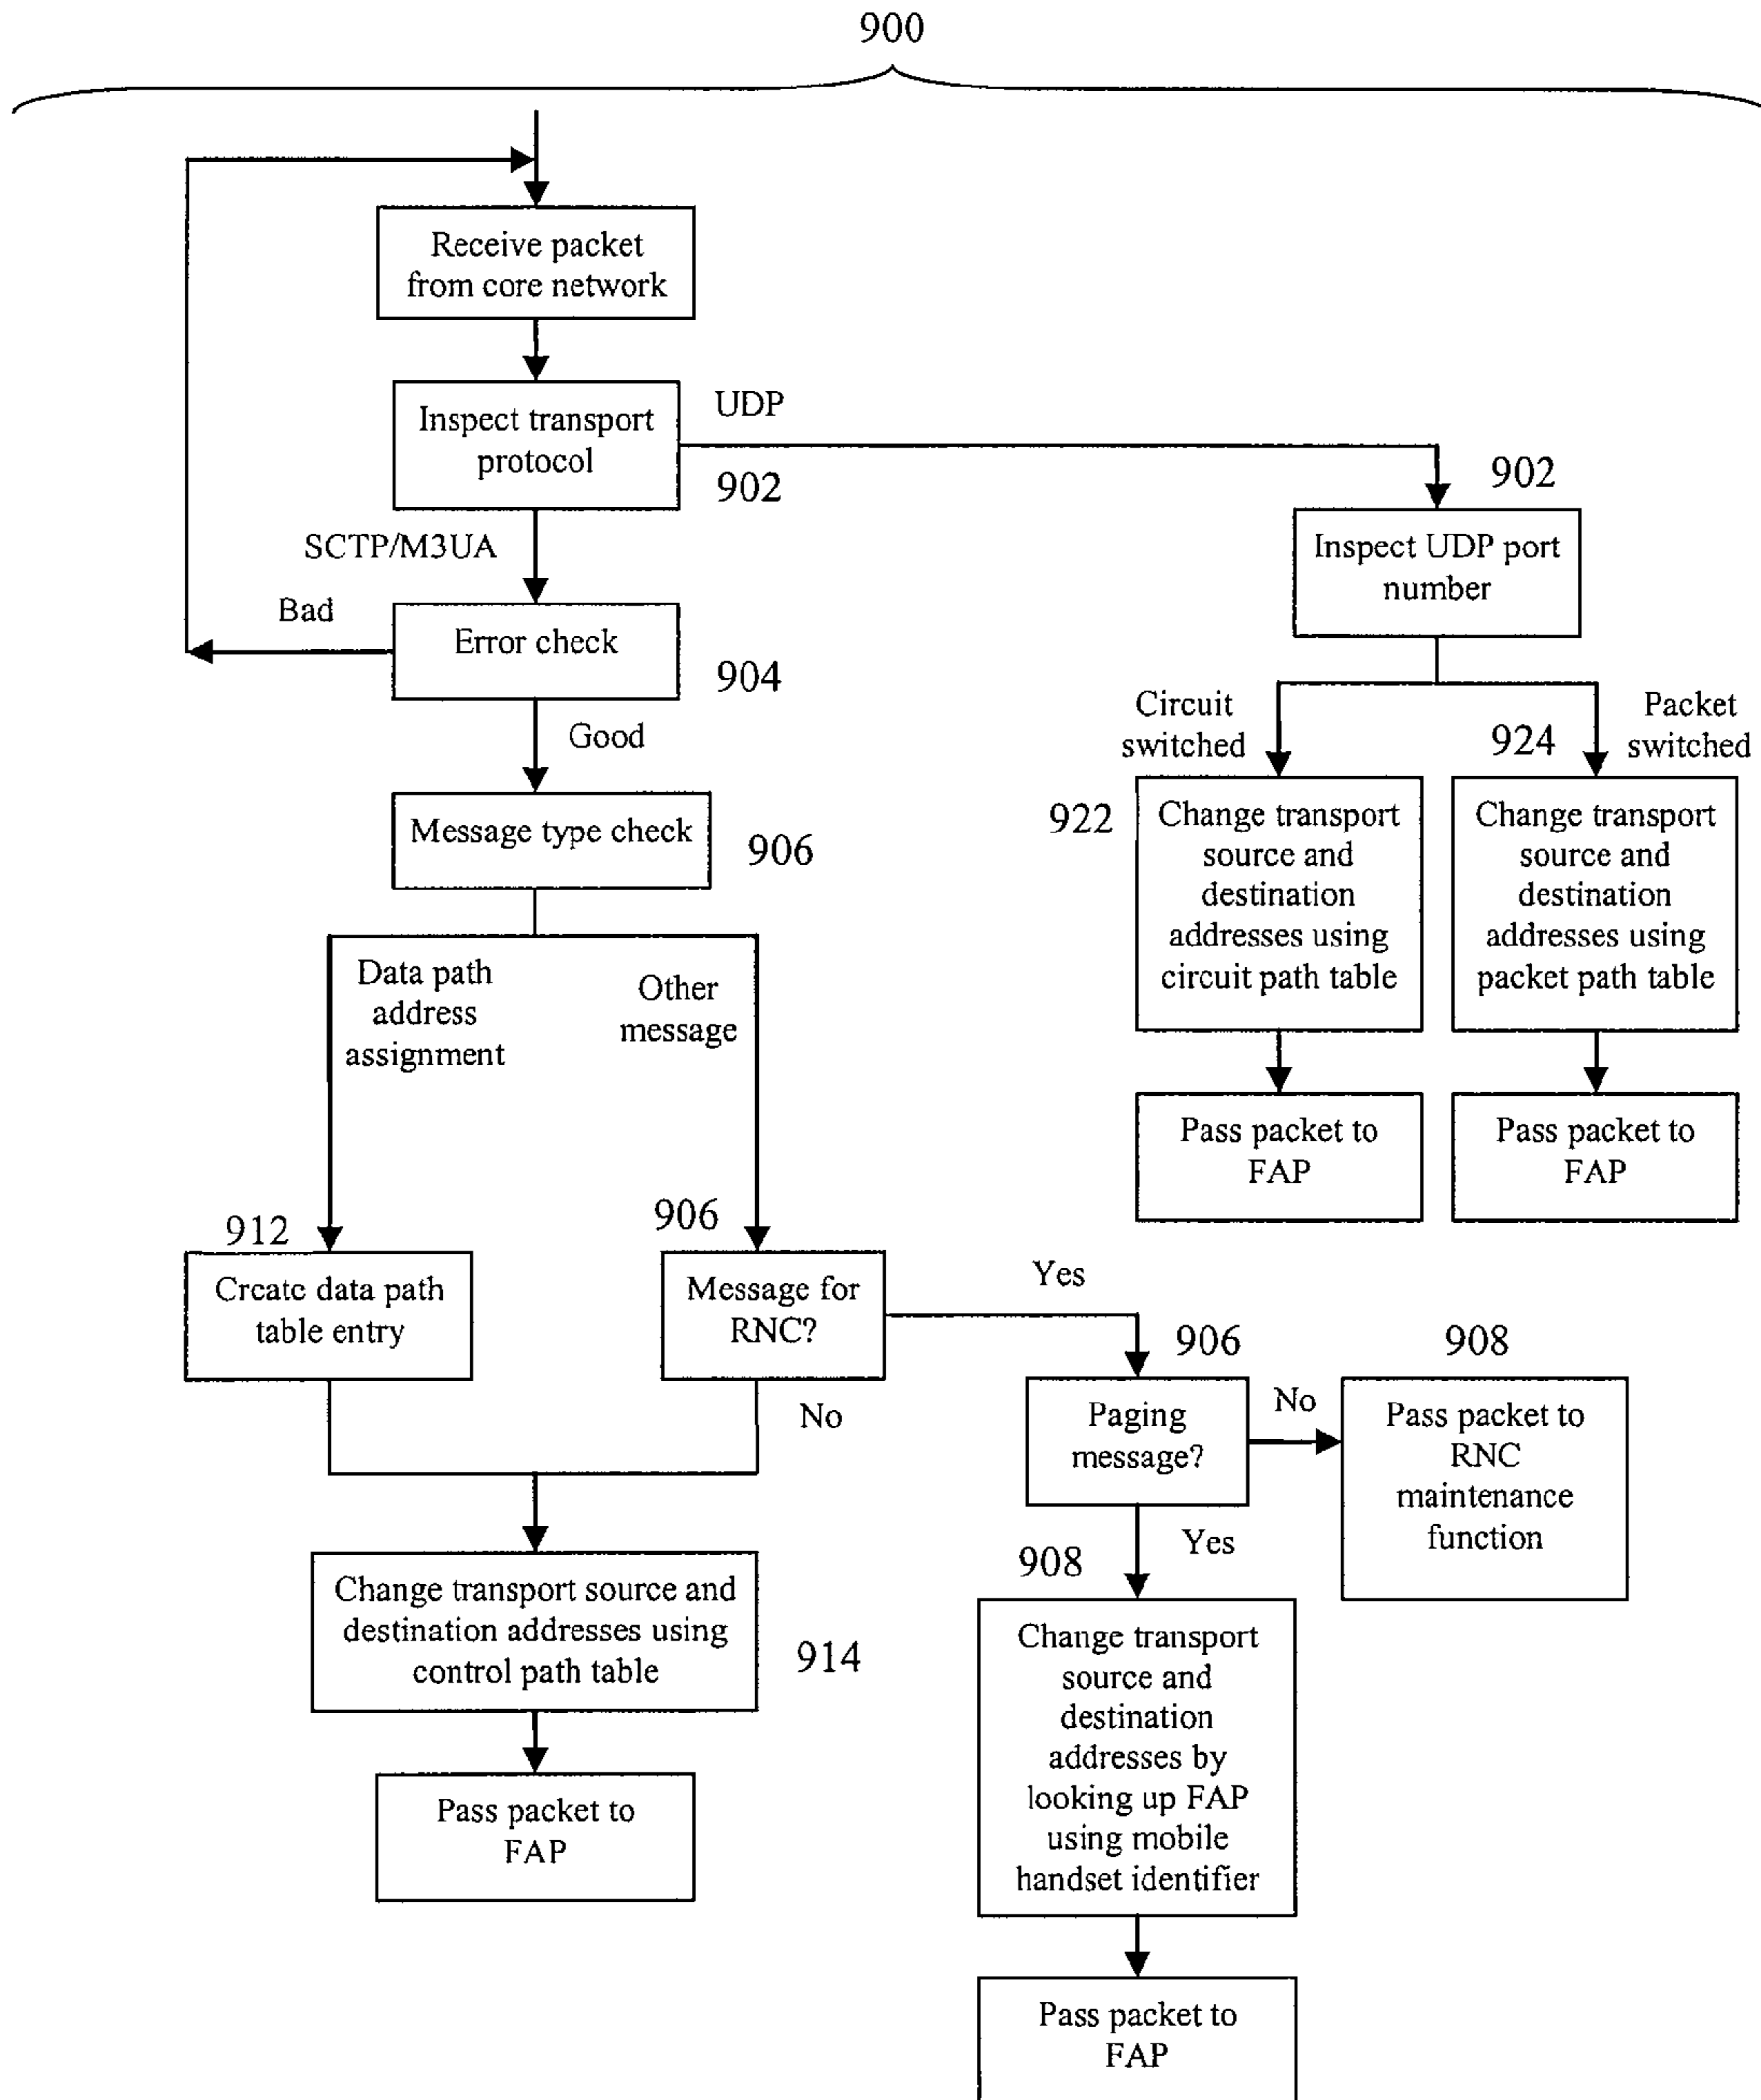 900
Receive packet
from core network
Inspect transport
protocol
UDP
902
902
Inspect UDP port
number
SCTP/M3UA
Bad
Error check
904
Good
Circuit
switched
Packet
switched
924
922
Change transport
source and
destination
addresses using
circuit path table
Change transport
source and
destination
addresses using
packet path table
Message type check
906
Data path
address
assignment
Other
message
Pass packet to
FAP
Pass packet to
FAP
912
906
Create data path
table entry
Message for
RNC?
Yes
No
906
908
Paging
message?
No
Pass packet to
RNC
maintenance
function
Yes
908
Change transport source and
destination addresses using
control path table
914
Change transport
source and
destination
addresses by
looking up FAP
using mobile
handset identifier
Pass packet to
FAP
Pass packet to
FAP